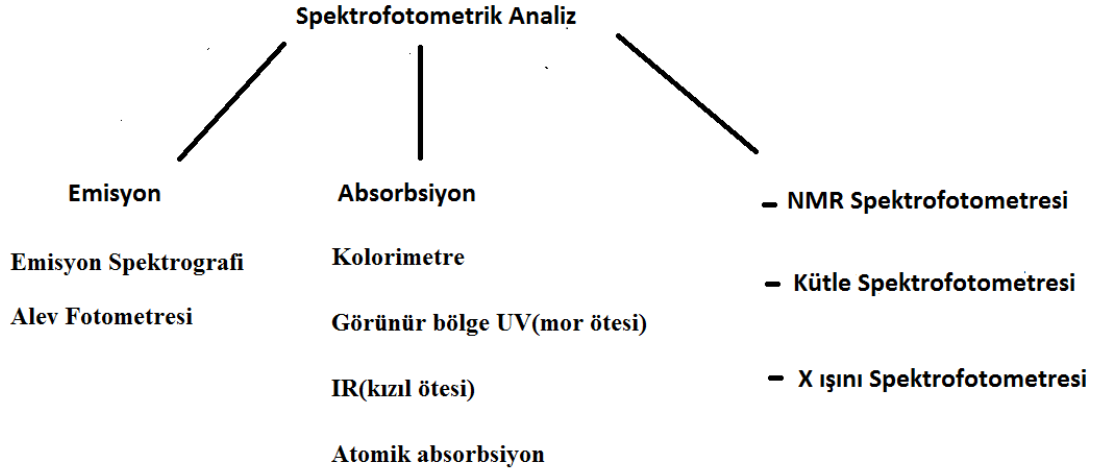 Spektrofotometrik Analiz
Emisyon
Emisyon Spektrografi
Alev Fotometresi
Absorbsiyon
Kolorimetre
Görünür bölge UV(mor ötesi)
IR(kızıl ötesi)
Atomik absorbsiyon
– NMR Spektrofotometresi
– Kütle Spektrofotometresi
– X ışını Spektrofotometresi